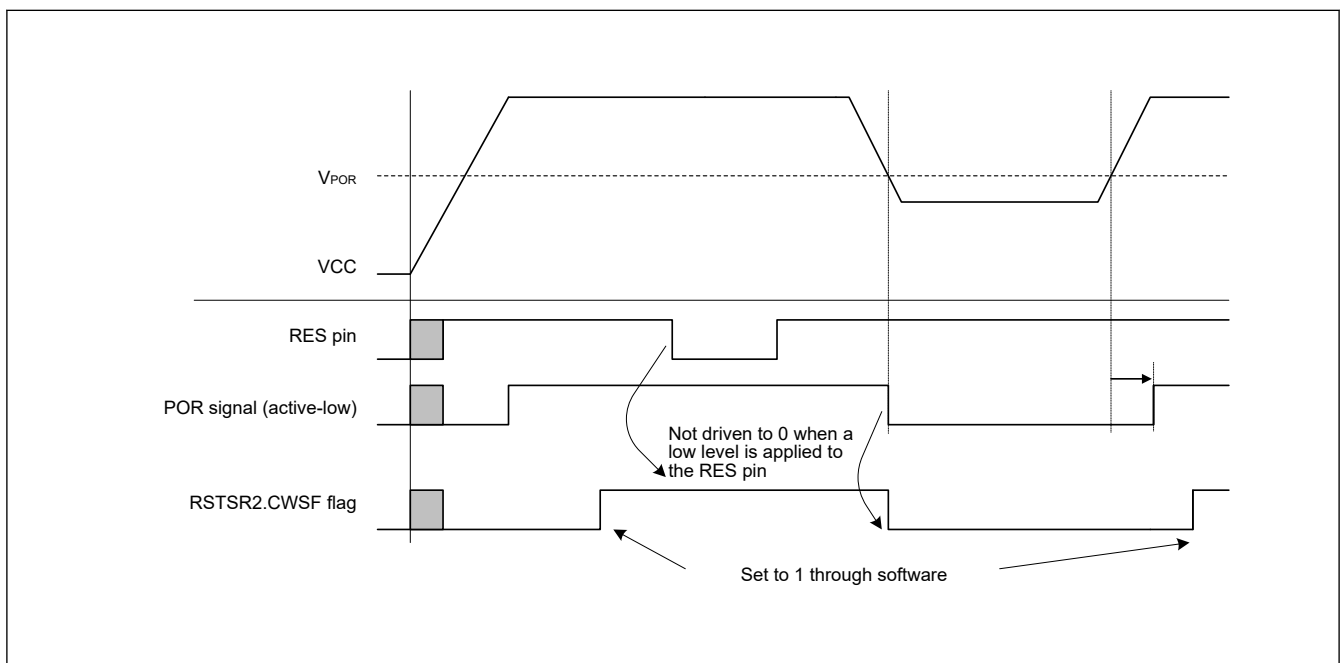 VPOR
VCC
RES pin
POR signal (active-low)
Not driven to 0 when a
low level is applied to
the RES pin
RSTSR2.CWSF flag
Set to 1 through software